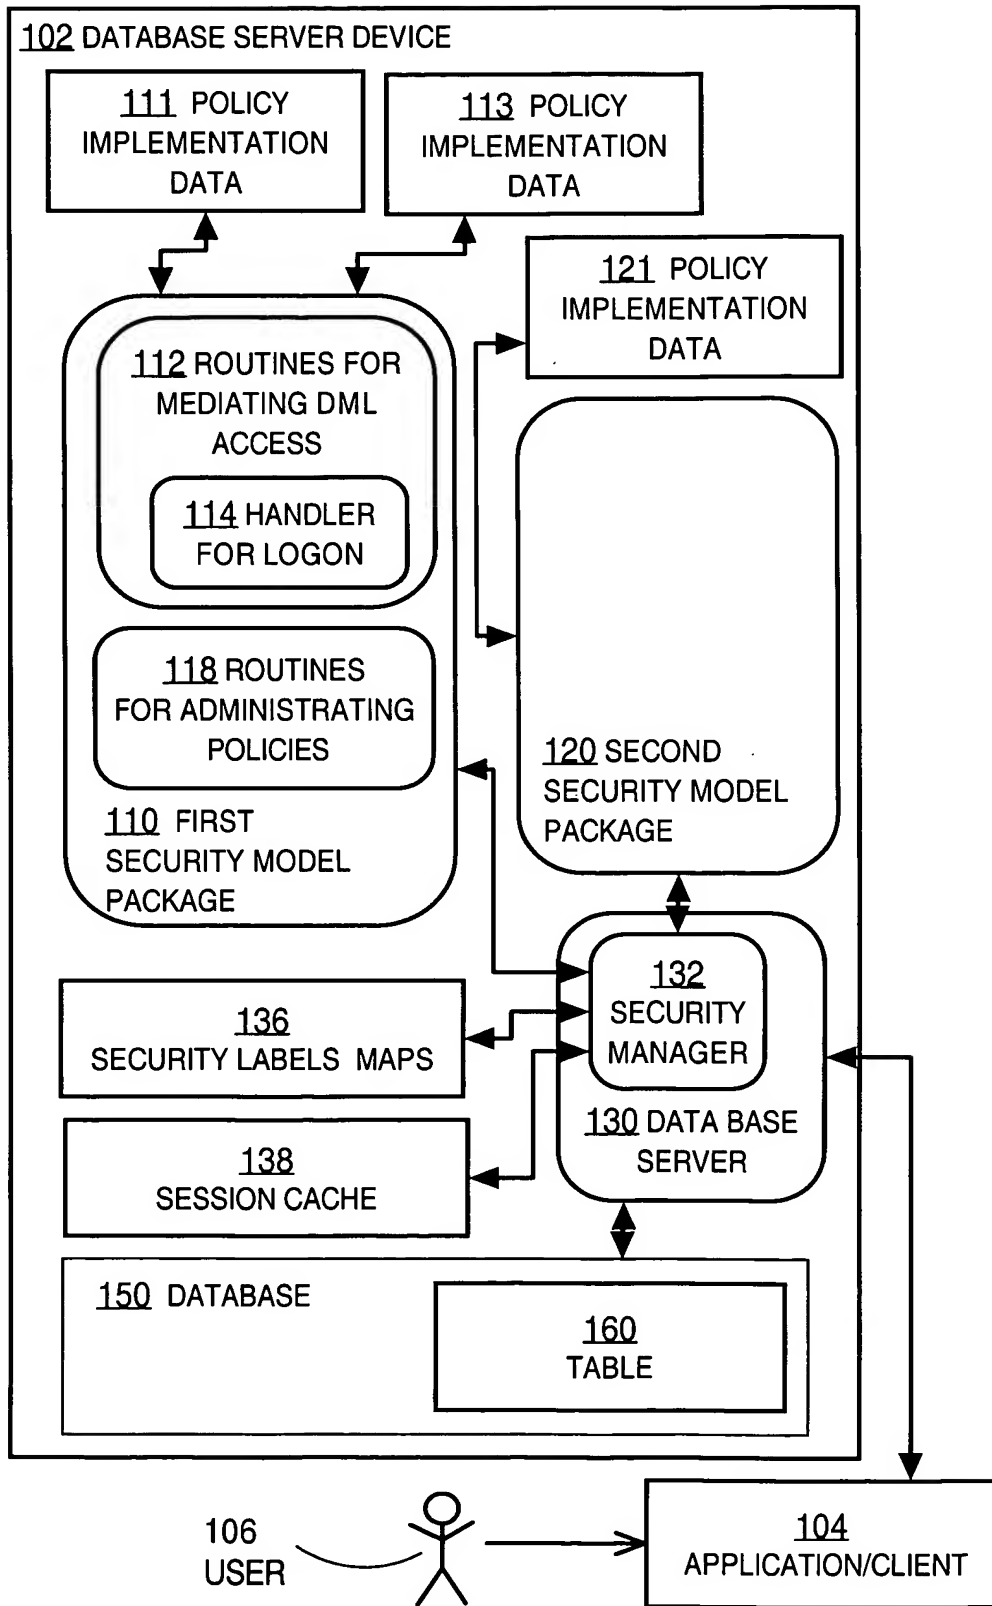 102 DATABASE SERVER DEVICE
111 POLICY
IMPLEMENTATION
DATA
113 POLICY
IMPLEMENTATION
DATA
121 POLICY
IMPLEMENTATION
DATA
112 ROUTINES FOR
MEDIATING DML
ACCESS
114 HANDLER
FOR LOGON
118 ROUTINES
FOR ADMINISTRATING
POLICIES
110 FIRST
SECURITY MODEL
PACKAGE
120 SECOND
SECURITY MODEL
PACKAGE
132
SECURITY
MANAGER
130 DATA BASE
SERVER
136
SECURITY LABELS MAPS
138
SESSION CACHE
150 DATABASE
160
TABLE
106
USER
104
APPLICATION/CLIENT